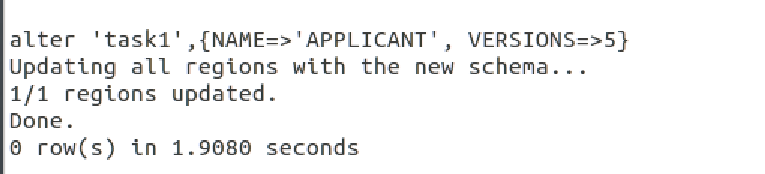 alter 'task1',{NAME=>'APPLICANT', VERSIONS=>5}
Updating all regions with the new schema...
1/1 regions updated.
Done.
0 row(s) in 1.9080 seconds